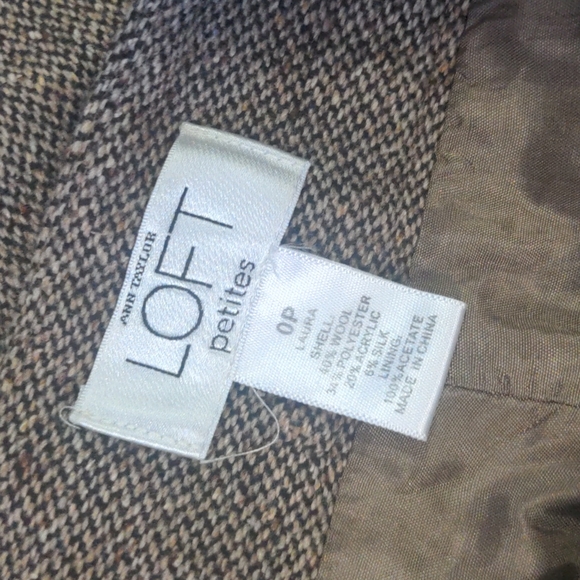 ANN TAYLOR
LOFT
petites
0P
LAURA
SHELL:
40% WOOL
34% POLYESTER
20% ACRYLIC
6% SILK
LINING:
100% ACETATE
MADE IN CHINA